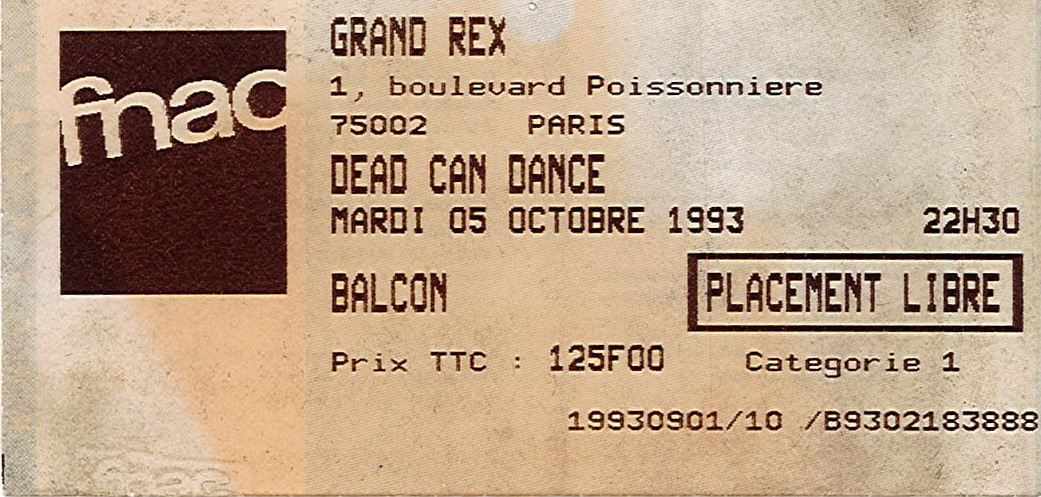 fnac
GRAND REX
1, boulevard Poissonniere
75002 PARIS
DEAD CAN DANCE
MARDI 05 OCTOBRE 1993 22H30
BALCON PLACEMENT LIBRE
Prix TTC : 125F00 Categorie 1
19930901/10 /B9302183888